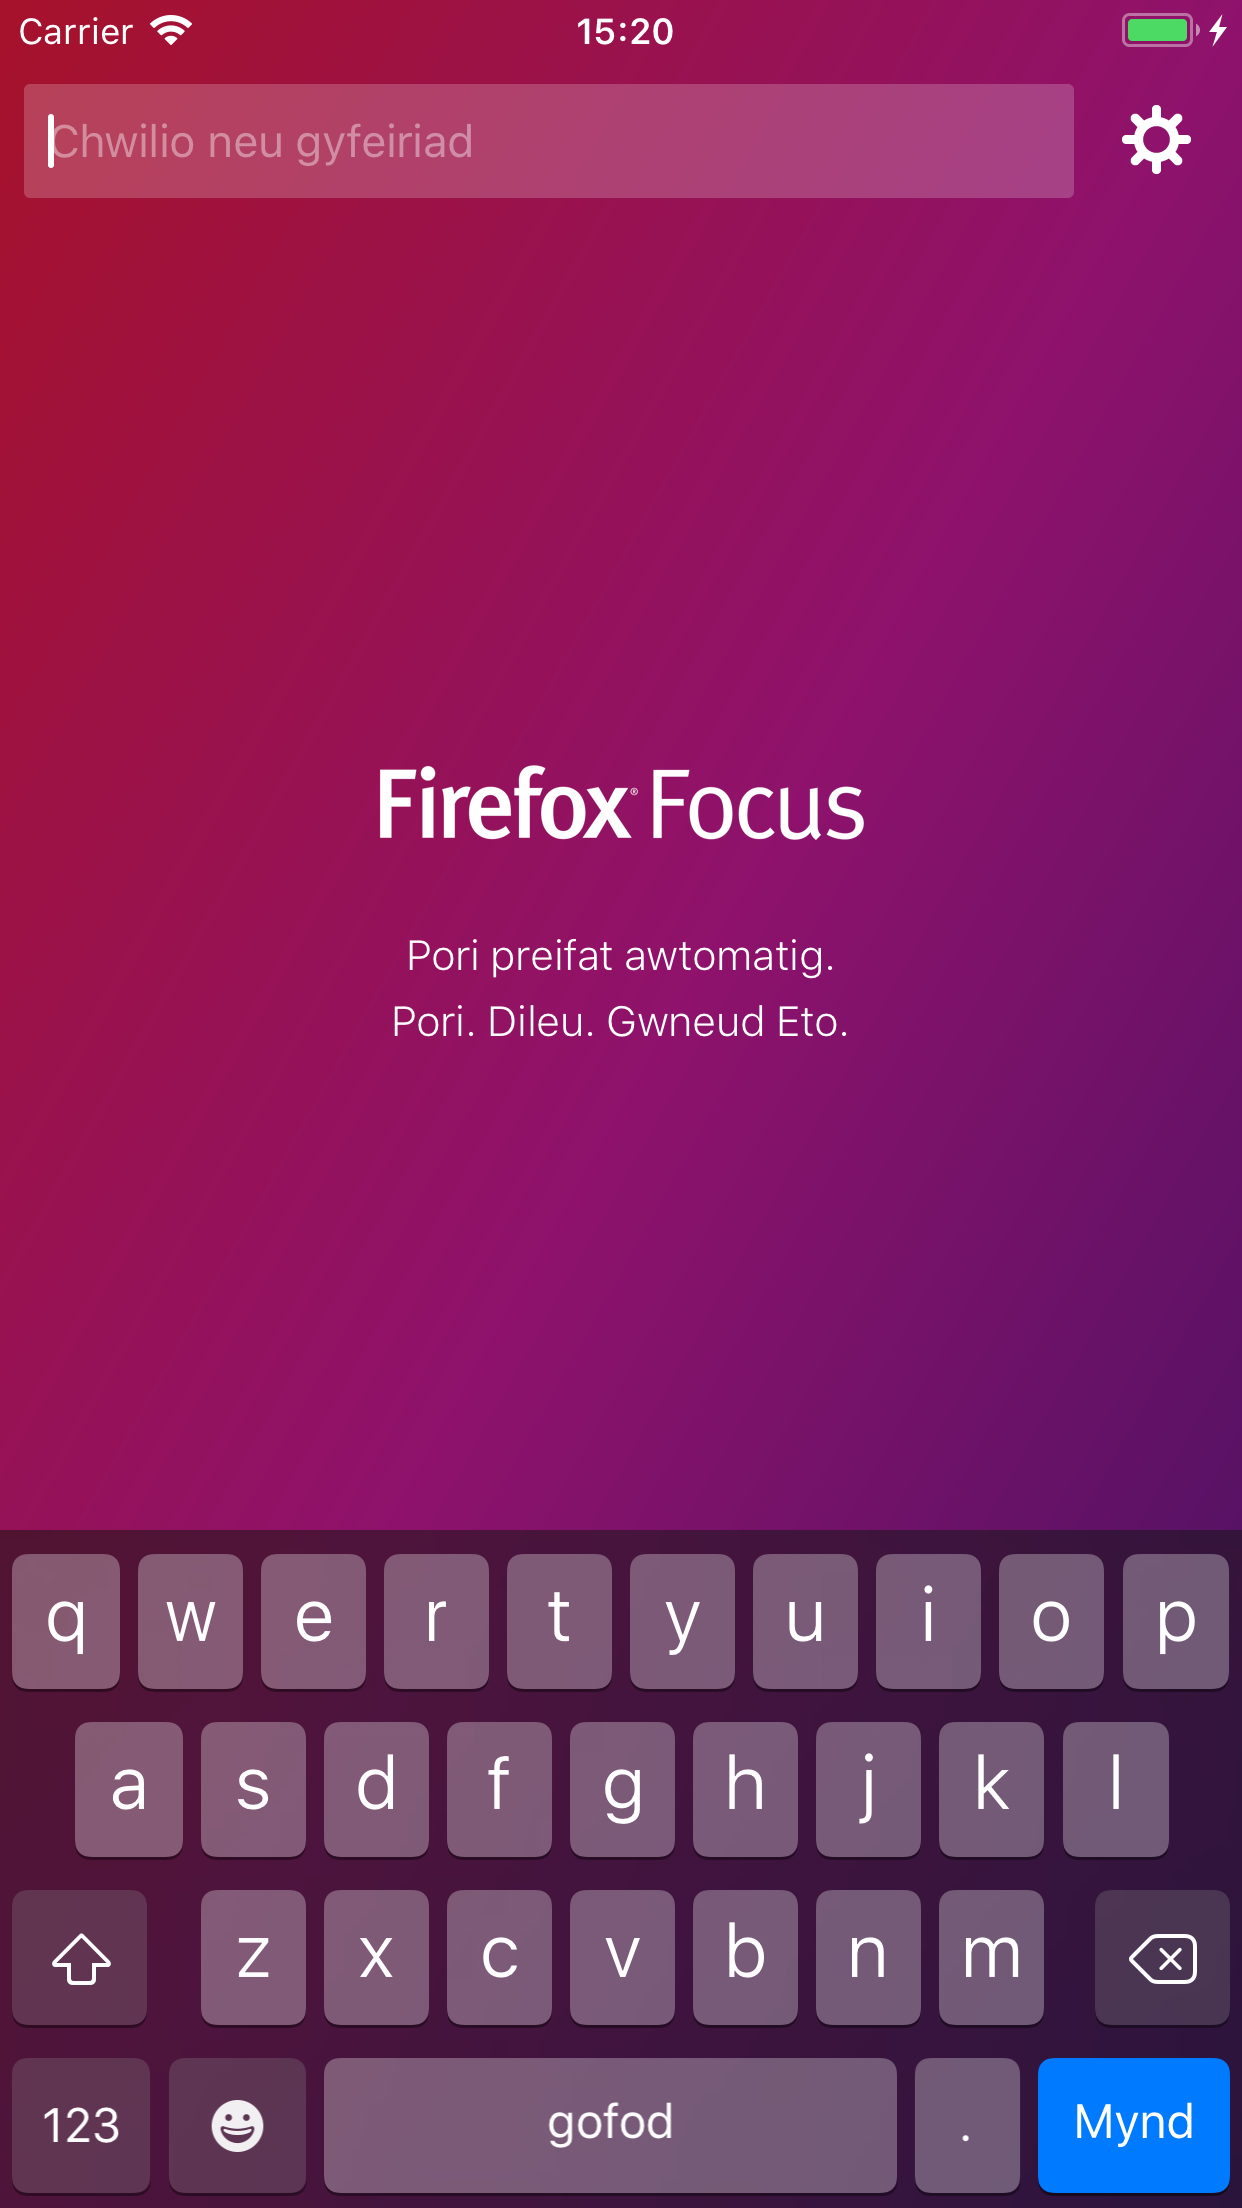 Carrier 15:20
Chwilio neu gyfeiriad
Firefox® Focus
Pori preifat awtomatig.
Pori. Dileu. Gwneud Eto.
q w e r t y u i o p
a s d f g h j k l
z x c v b n m
123 gofod . Mynd